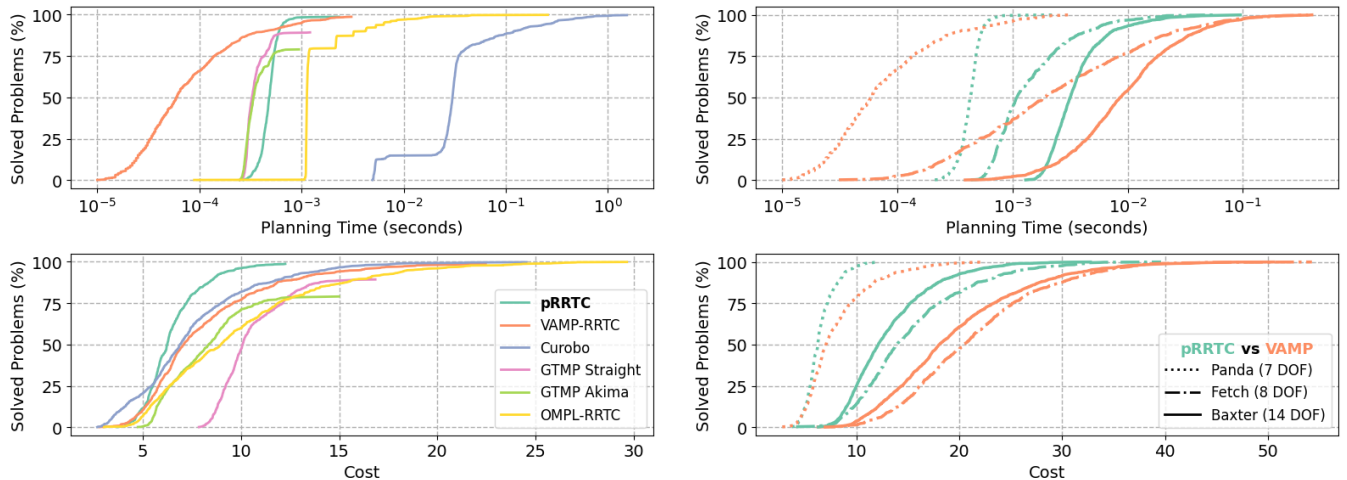 Solved Problems (%)
100
75
50
25
0
10⁻⁵
10⁻⁴
10⁻³
10⁻²
10⁻¹
10⁰
Planning Time (seconds)
Solved Problems (%)
100
75
50
25
0
10⁻⁵
10⁻⁴
10⁻³
10⁻²
10⁻¹
Planning Time (seconds)
Solved Problems (%)
100
75
50
25
0
5
10
15
20
25
30
Cost
pRRTC
VAMP-RRTC
Curobo
GTMP Straight
GTMP Akima
OMPL-RRTC
Solved Problems (%)
100
75
50
25
0
10
20
30
40
50
Cost
pRRTC vs VAMP
Panda (7 DOF)
Fetch (8 DOF)
Baxter (14 DOF)